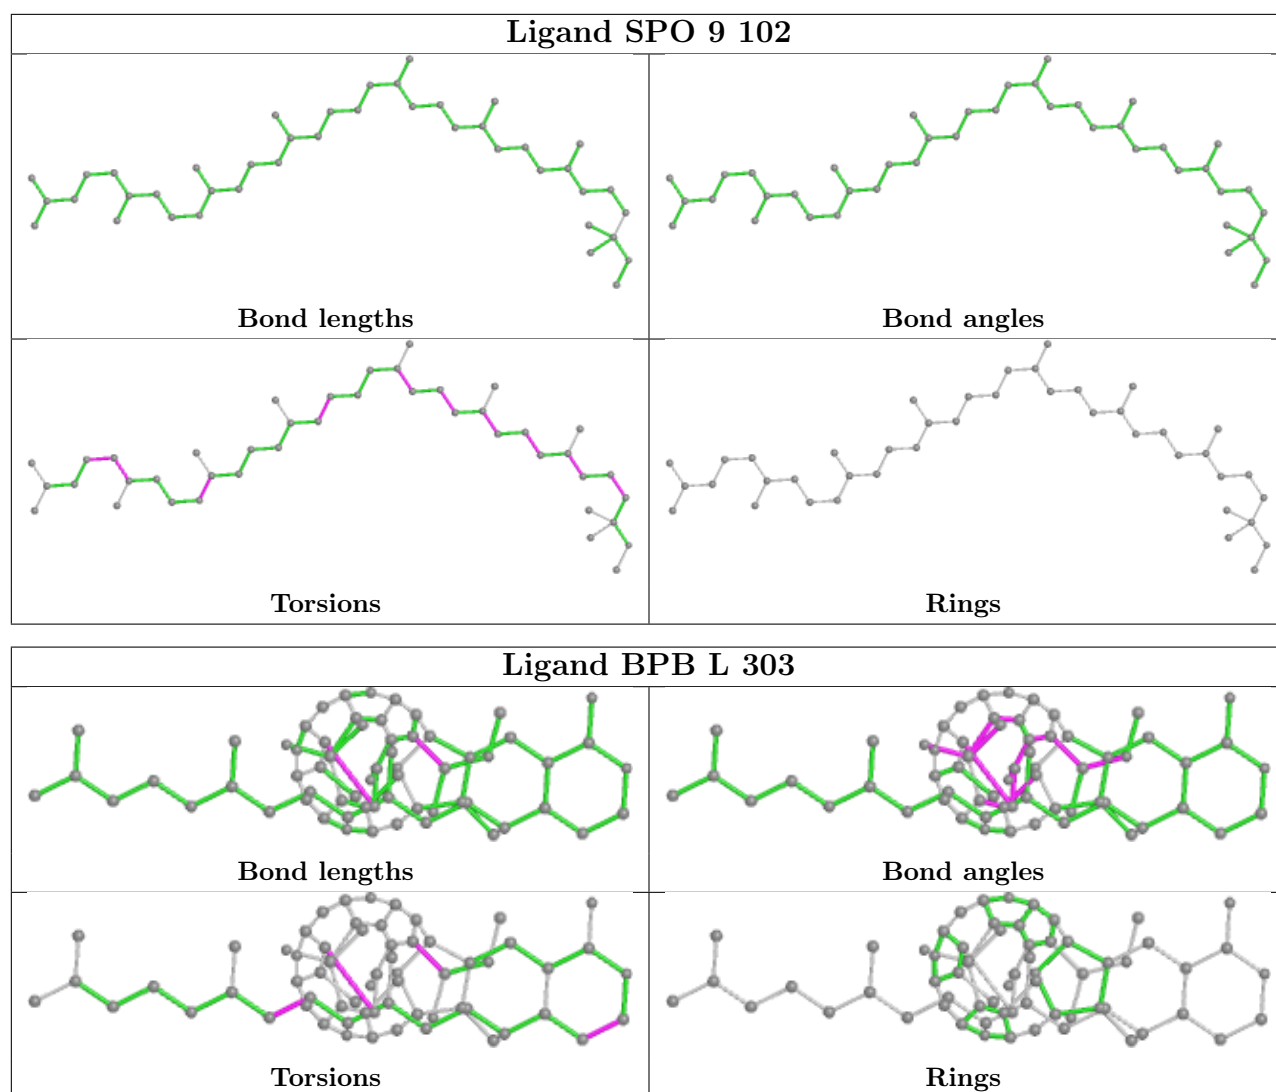 Ligand SPO 9 102
Bond lengths
Bond angles
Torsions
Rings
Ligand BPB L 303
Bond lengths
Bond angles
Torsions
Rings